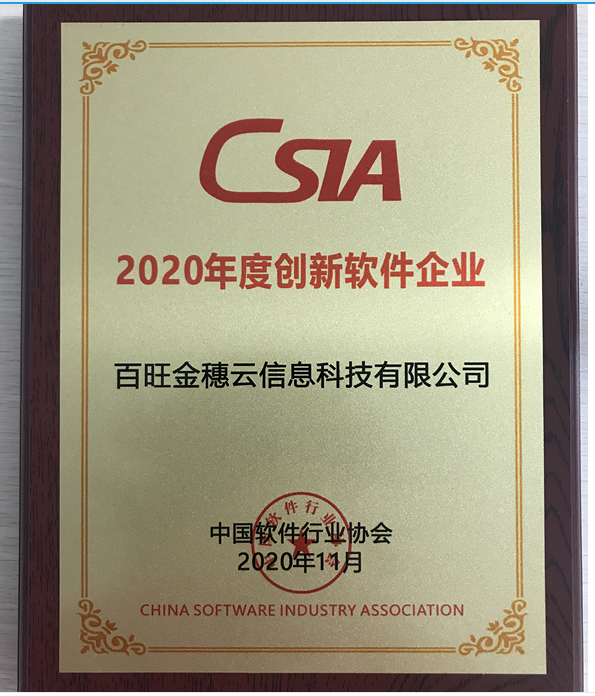 CSIA
2020年度创新软件企业
百旺金穗云信息科技有限公司
中国软件行业协会
2020年11月
CHINA SOFTWARE INDUSTRY ASSOCIATION